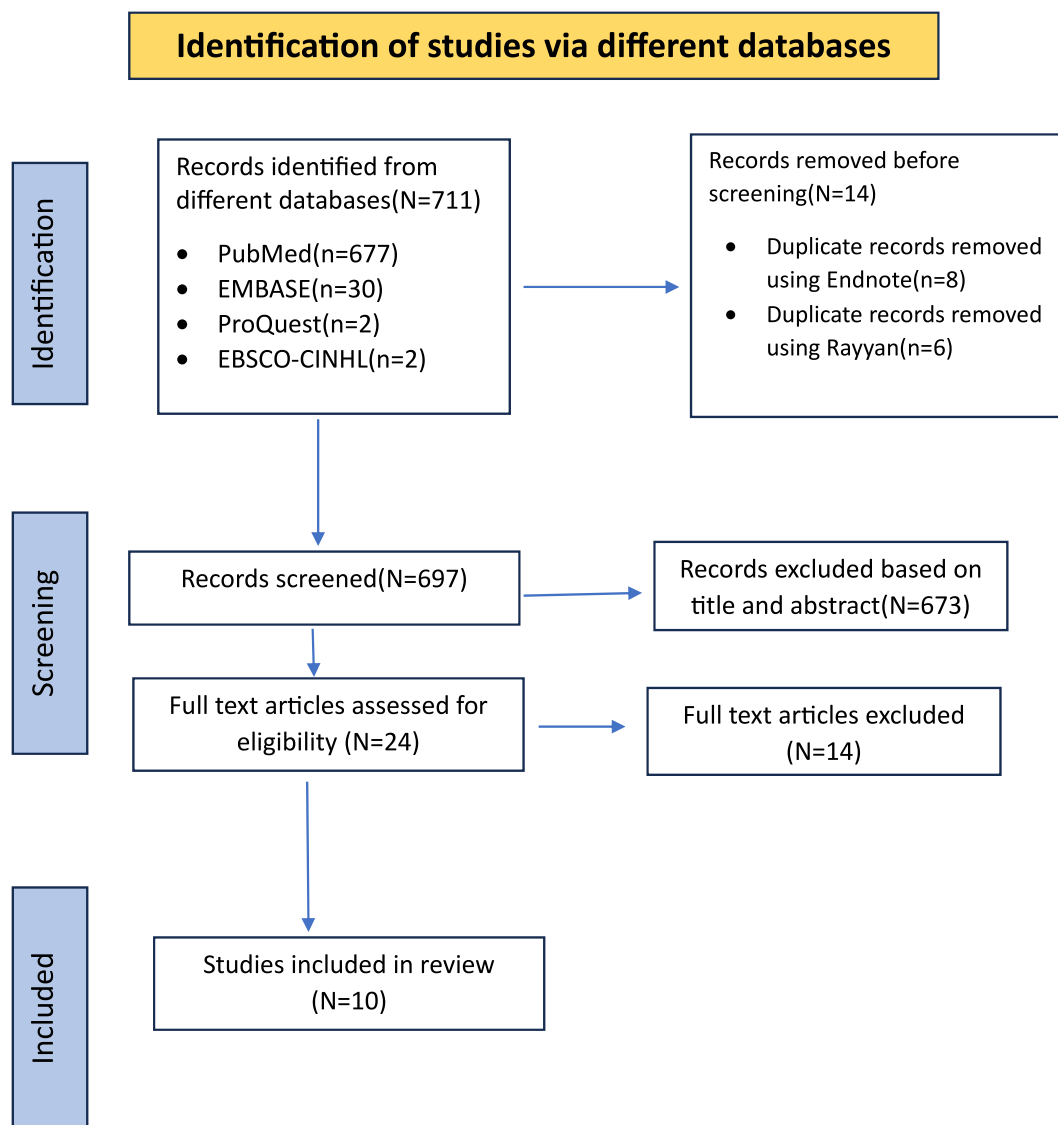 Identification of studies via different databases
Identification
Records identified from
different databases(N=711)
• PubMed(n=677)
• EMBASE(n=30)
• ProQuest(n=2)
• EBSCO-CINHL(n=2)
Records removed before
screening(N=14)
• Duplicate records removed
using Endnote(n=8)
• Duplicate records removed
using Rayyan(n=6)
Screening
Records screened(N=697)
Records excluded based on
title and abstract(N=673)
Full text articles assessed for
eligibility (N=24)
Full text articles excluded
(N=14)
Included
Studies included in review
(N=10)